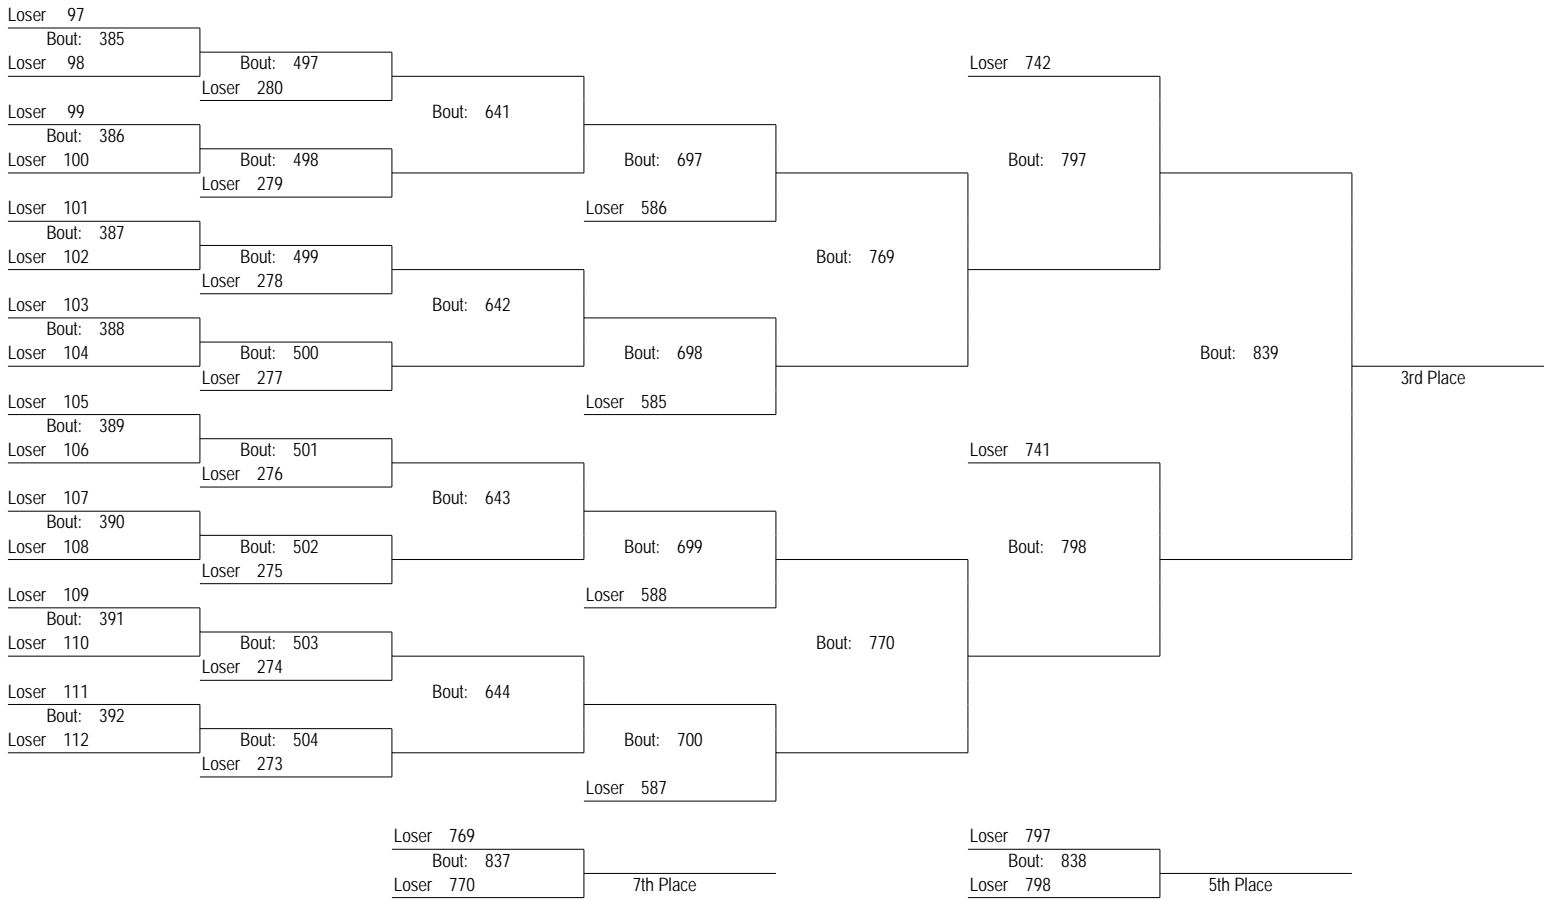 Loser 97
Bout: 385
Loser 98
Bout: 497
Loser 742
Loser 280
Loser 99
Bout: 641
Bout: 386
Loser 100
Bout: 498
Bout: 697
Bout: 797
Loser 279
Loser 101
Loser 586
Bout: 387
Loser 102
Bout: 499
Bout: 769
Loser 278
Loser 103
Bout: 642
Bout: 388
Loser 104
Bout: 500
Bout: 698
Bout: 839
Loser 277
3rd Place
Loser 105
Loser 585
Bout: 389
Loser 106
Bout: 501
Loser 741
Loser 276
Loser 107
Bout: 643
Bout: 390
Loser 108
Bout: 502
Bout: 699
Bout: 798
Loser 275
Loser 109
Loser 588
Bout: 391
Loser 110
Bout: 503
Bout: 770
Loser 274
Loser 111
Bout: 644
Bout: 392
Loser 112
Bout: 504
Bout: 700
Loser 273
Loser 587
Loser 769
Loser 797
Bout: 837
Bout: 838
Loser 770
7th Place
Loser 798
5th Place